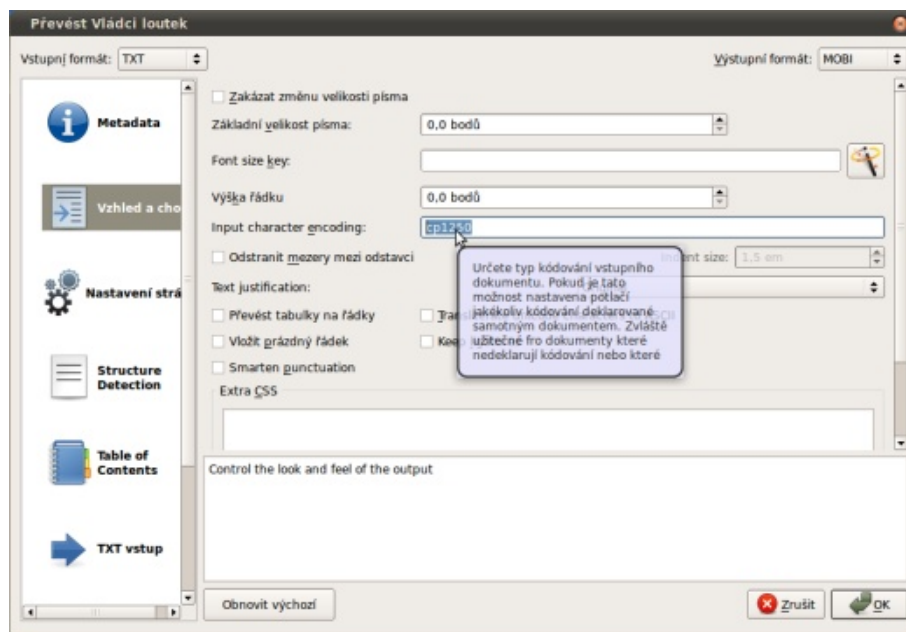 Převést Vládci loutek
Vstupní formát: TXT
Výstupní formát: MOBI
Metadata
Vzhled a cho
Nastavení strá
Structure
Detection
Table of
Contents
TXT vstup
Zakázat změnu velikosti písma
Základní velikost písma: 0,0 bodů
Font size key:
Výška řádku 0,0 bodů
Input character encoding: cp1250
Odstranit mezery mezi odstavci
ent size: 1,5 em
Text justification:
Převést tabulky na řádky
Vložit prázdný řádek
Keep
Smarten punctuation
Určete typ kódování vstupního
dokumentu. Pokud je tato
možnost nastavena potlačí
jakékoliv kódování deklarované
samotným dokumentem. Zvláště
užitečné fro dokumenty které
nedeklarují kódování nebo které
Extra CSS
Control the look and feel of the output
Obnovit výchozí
Zrušit
OK